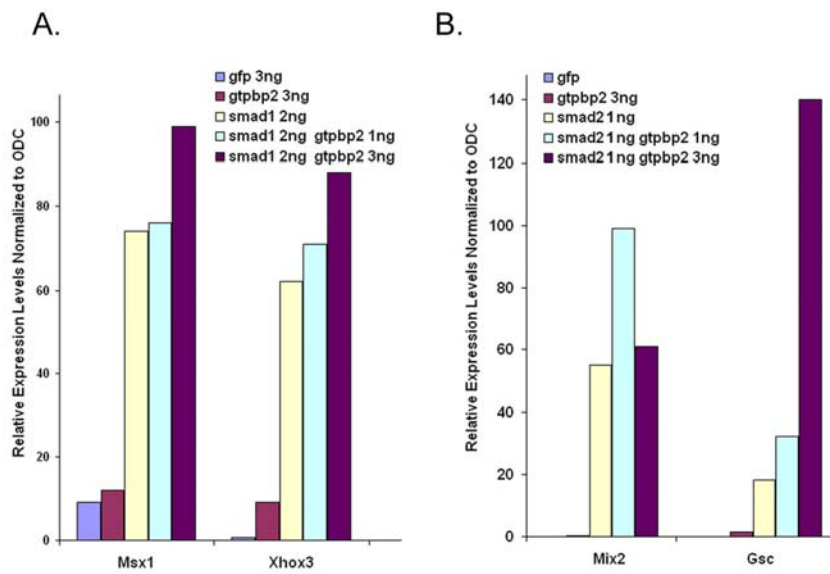 A.
gfp 3ng
gtpbp2 3ng
smad1 2ng
smad1 2ng gtpbp2 1ng
smad1 2ng gtpbp2 3ng
Relative Expression Levels Normalized to ODC
100
80
60
40
20
0
Msx1
Xhox3
B.
gfp
gtpbp2 3ng
smad2 1ng
smad2 1ng gtpbp2 1ng
smad2 1ng gtpbp2 3ng
Relative Expression Levels Normalized to ODC
140
120
100
80
60
40
20
0
Mix2
Gsc